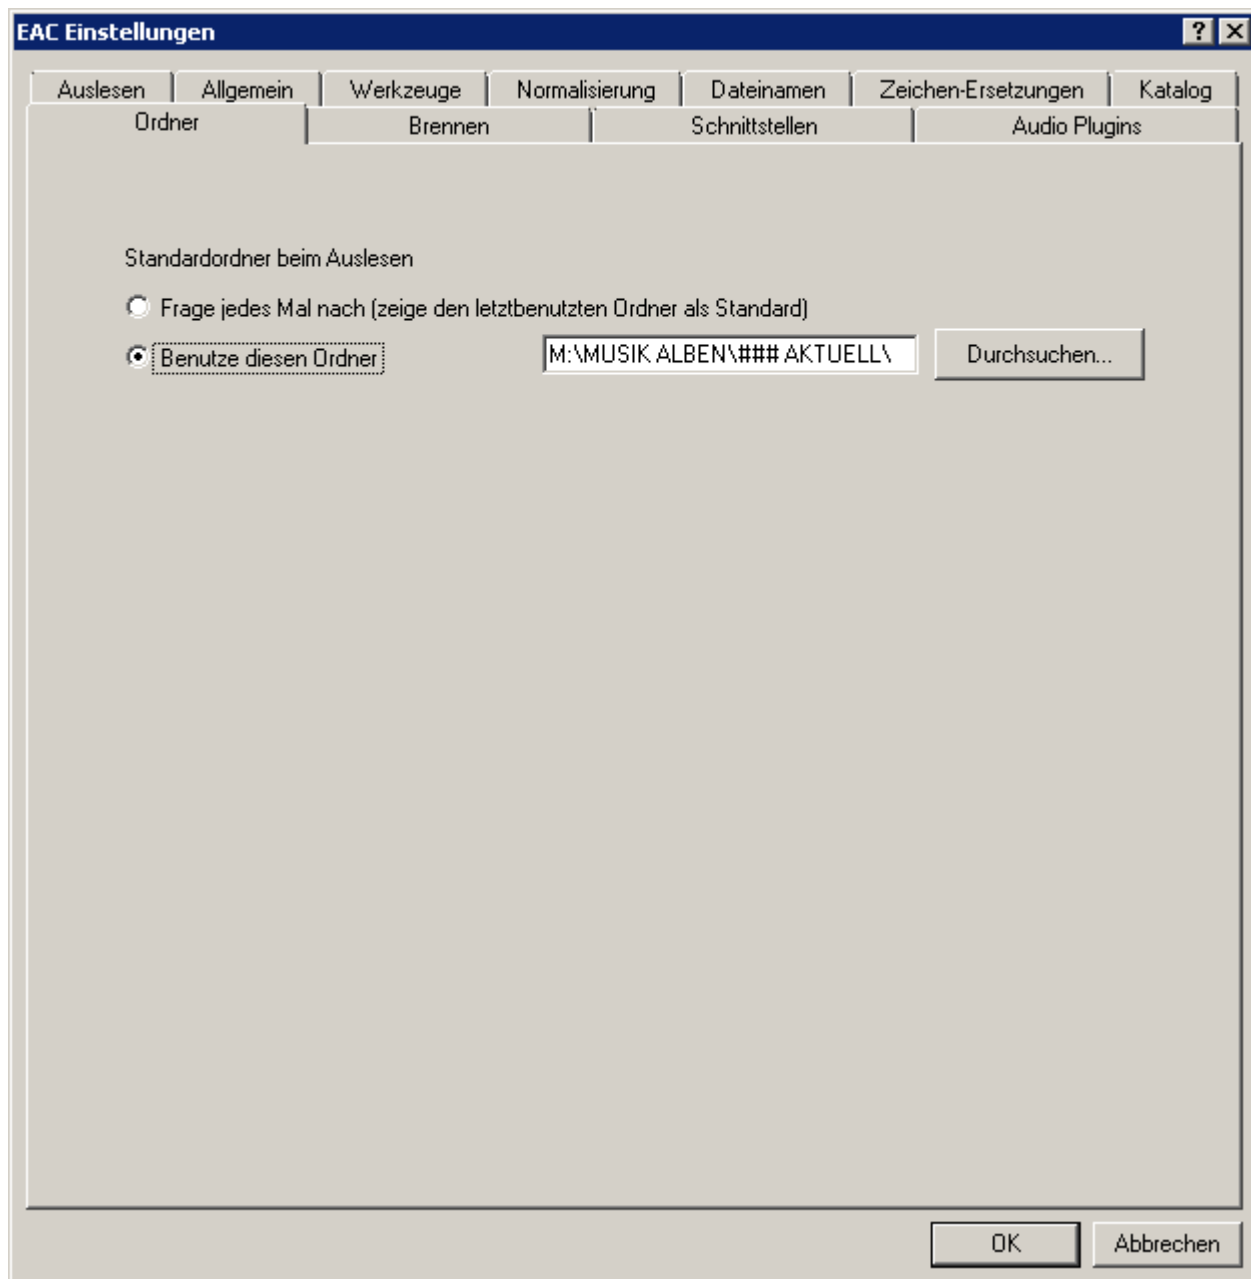 EAC Einstellungen
Auslesen Allgemein Werkzeuge Normalisierung Dateinamen Zeichen-Ersetzungen Katalog
Ordner Brennen Schnittstellen Audio Plugins
Standardordner beim Auslesen
Frage jedes Mal nach (zeige den letztbenutzten Ordner als Standard)
Benutze diesen Ordner M:\MUSIK ALBEN\### AKTUELL\ Durchsuchen...
OK Abbrechen